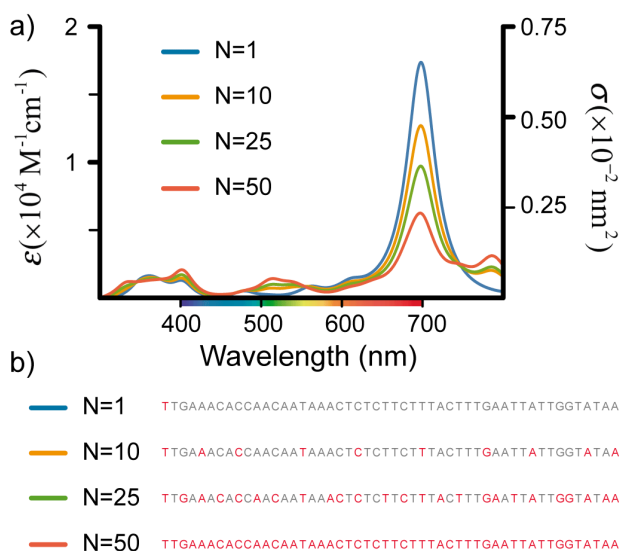 a)
2
1
ε(×10⁴ M⁻¹cm⁻¹)
N=1
N=10
N=25
N=50
0.75
0.50
0.25
σ(×10⁻² nm²)
400 500 600 700
Wavelength (nm)
b)
N=1 TTGAAACACCAACAATAAACTCTCTTCTTTACTTTGAATTATTGGTATAA
N=10 TTGAAACACCAACAATAAACTCTCTTCTTTACTTTGAATTATTGGTATAA
N=25 TTGAAACACCAACAATAAACTCTCTTCTTTACTTTGAATTATTGGTATAA
N=50 TTGAAACACCAACAATAAACTCTCTTCTTTACTTTGAATTATTGGTATAA